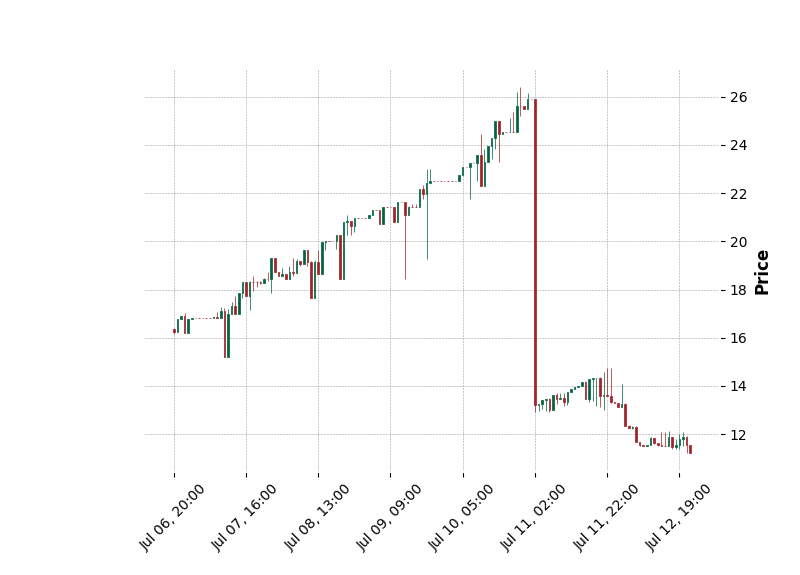 26
24
22
20
18
16
14
12
Price
Jul 06, 20:00
Jul 07, 16:00
Jul 08, 13:00
Jul 09, 09:00
Jul 10, 05:00
Jul 11, 02:00
Jul 11, 22:00
Jul 12, 19:00